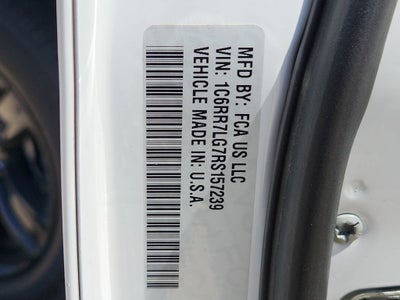 MFD BY: FCA US LLC
VIN: 1C6RR7LG7RS157239
VEHICLE MADE IN: U.S.A.